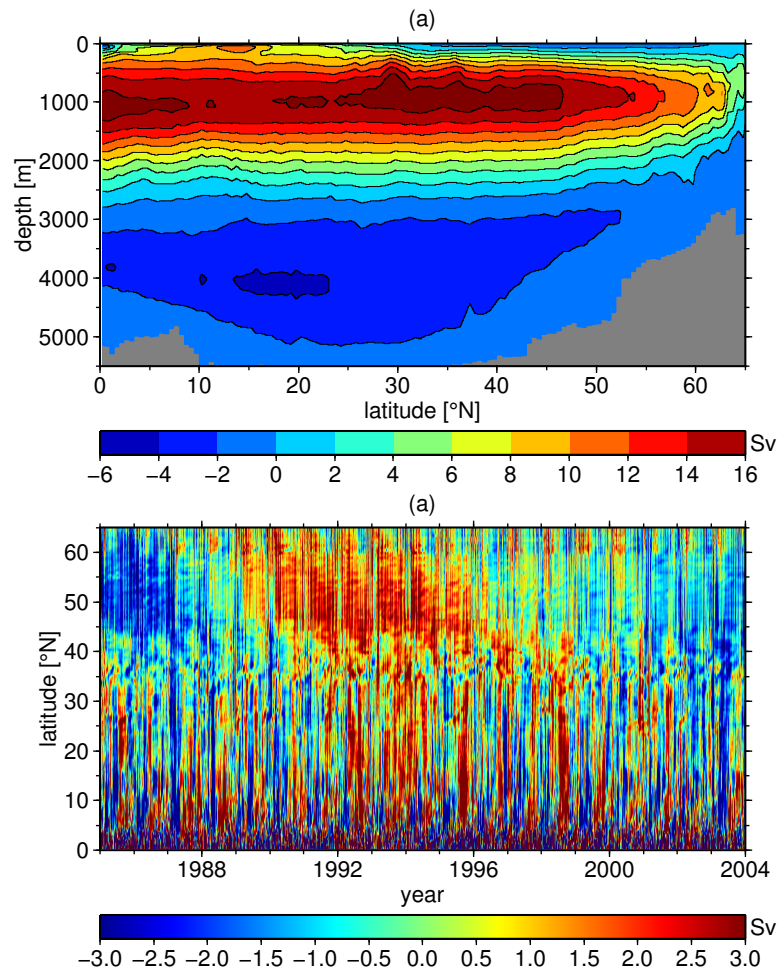 (a)
0
1000
2000
3000
4000
5000
depth [m]
0 10 20 30 40 50 60
latitude [°N]
Sv
−6 −4 −2 0 2 4 6 8 10 12 14 16
(a)
60
50
40
30
20
10
0
latitude [°N]
1988 1992 1996 2000 2004
year
Sv
−3.0 −2.5 −2.0 −1.5 −1.0 −0.5 0.0 0.5 1.0 1.5 2.0 2.5 3.0